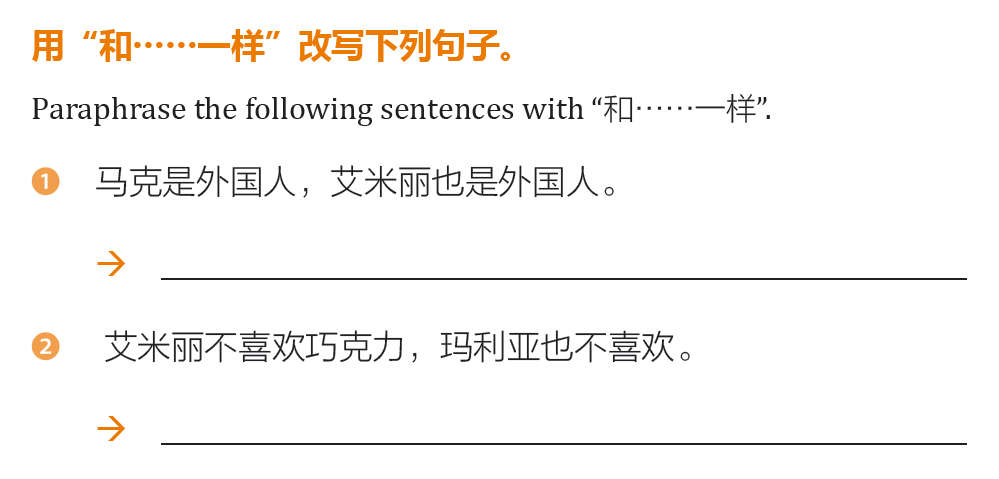 用“和……一样”改写下列句子。
Paraphrase the following sentences with “和……一样”.
1 马克是外国人，艾米丽也是外国人。
→
2 艾米丽不喜欢巧克力，玛利亚也不喜欢。
→